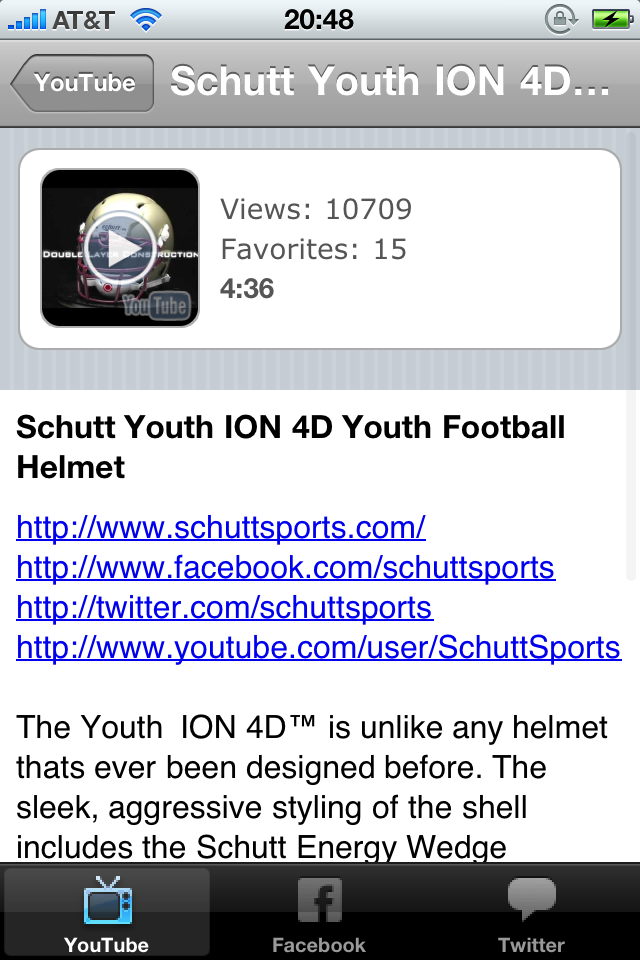 AT&T 20:48
YouTube Schutt Youth ION 4D...
DOUBLE LAYER CONSTRUCTION
YouTube
Views: 10709
Favorites: 15
4:36
Schutt Youth ION 4D Youth Football
Helmet
http://www.schuttsports.com/
http://www.facebook.com/schuttsports
http://twitter.com/schuttsports
http://www.youtube.com/user/SchuttSports
The Youth  ION 4D™ is unlike any helmet
thats ever been designed before. The
sleek, aggressive styling of the shell
includes the Schutt Energy Wedge
YouTube Facebook Twitter